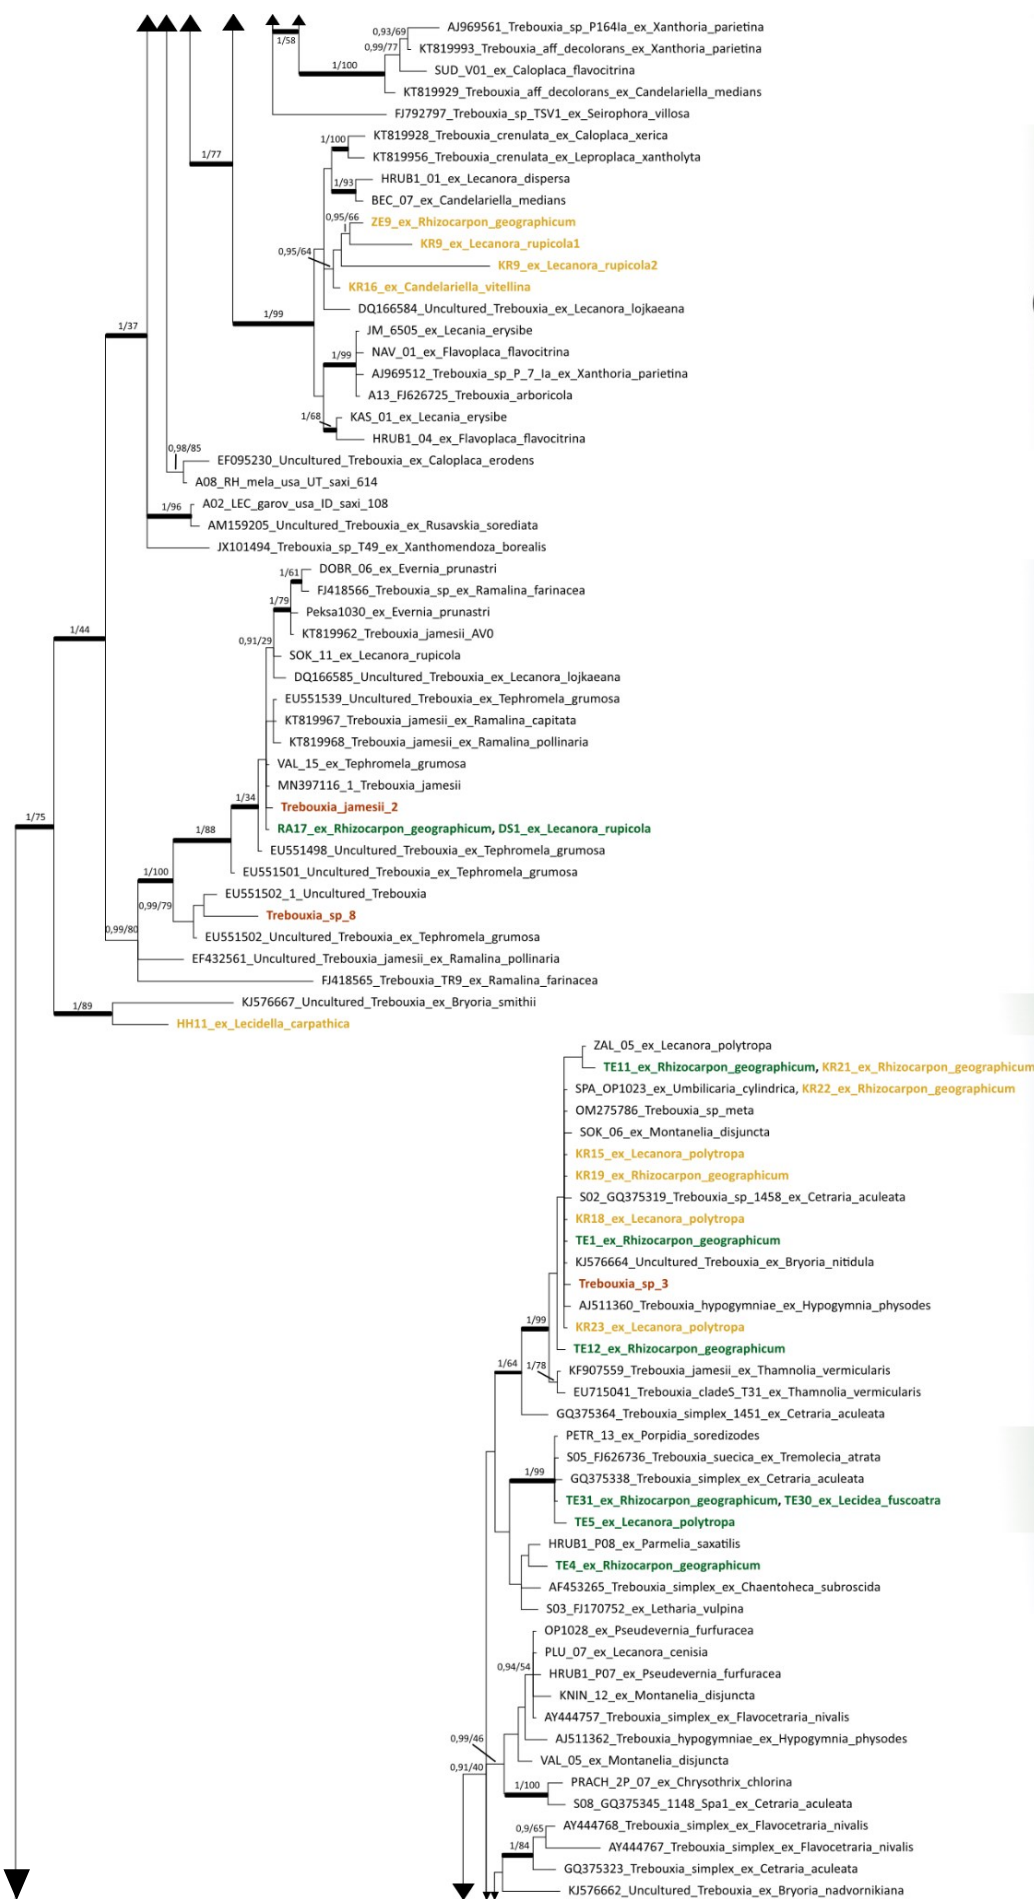 AJ969561_Trebouxia_sp_P164Ia_ex_Xanthoria_parietina
0,93/69
1/58
0,99/77
KT819993_Trebouxia_aff_decolorans_ex_Xanthoria_parietina
1/100
SUD_V01_ex_Caloplaca_flavocitrina
KT819929_Trebouxia_aff_decolorans_ex_Candelariella_medians
FJ792797_Trebouxia_sp_TSV1_ex_Seirophora_villosa
KT819928_Trebouxia_crenulata_ex_Caloplaca_xerica
1/100
1/77
KT819956_Trebouxia_crenulata_ex_Leproplaca_xantholyta
HRUB1_01_ex_Lecanora_dispersa
1/93
BEC_07_ex_Candelariella_medians
0,95/66
ZE9_ex_Rhizocarpon_geographicum
KR9_ex_Lecanora_rupicola1
0,95/64
KR9_ex_Lecanora_rupicola2
KR16_ex_Candelariella_vitellina
DQ166584_Uncultured_Trebouxia_ex_Lecanora_lojkaeana
1/99
1/37
JM_6505_ex_Lecania_erysibe
NAV_01_ex_Flavoplaca_flavocitrina
1/99
AJ969512_Trebouxia_sp_P_7_Ia_ex_Xanthoria_parietina
A13_FJ626725_Trebouxia_arboricola
1/68
KAS_01_ex_Lecania_erysibe
HRUB1_04_ex_Flavoplaca_flavocitrina
0,98/85
EF095230_Uncultured_Trebouxia_ex_Caloplaca_erodens
A08_RH_mela_usa_UT_saxi_614
A02_LEC_garov_usa_ID_saxi_108
1/96
AM159205_Uncultured_Trebouxia_ex_Rusavskia_sorediata
JX101494_Trebouxia_sp_T49_ex_Xanthomendoza_borealis
DOBR_06_ex_Evernia_prunastri
1/61
FJ418566_Trebouxia_sp_ex_Ramalina_farinacea
1/79
Peksa1030_ex_Evernia_prunastri
1/44
KT819962_Trebouxia_jamesii_AV0
0,91/29
SOK_11_ex_Lecanora_rupicola
DQ166585_Uncultured_Trebouxia_ex_Lecanora_lojkaeana
EU551539_Uncultured_Trebouxia_ex_Tephromela_grumosa
KT819967_Trebouxia_jamesii_ex_Ramalina_capitata
KT819968_Trebouxia_jamesii_ex_Ramalina_pollinaria
VAL_15_ex_Tephromela_grumosa
MN397116_1_Trebouxia_jamesii
1/34
Trebouxia_jamesii_2
1/75
1/88
RA17_ex_Rhizocarpon_geographicum, DS1_ex_Lecanora_rupicola
EU551498_Uncultured_Trebouxia_ex_Tephromela_grumosa
1/100
EU551501_Uncultured_Trebouxia_ex_Tephromela_grumosa
EU551502_1_Uncultured_Trebouxia
0,99/79
Trebouxia_sp_8
0,99/80
EU551502_Uncultured_Trebouxia_ex_Tephromela_grumosa
EF432561_Uncultured_Trebouxia_jamesii_ex_Ramalina_pollinaria
FJ418565_Trebouxia_TR9_ex_Ramalina_farinacea
1/89
KJ576667_Uncultured_Trebouxia_ex_Bryoria_smithii
HH11_ex_Lecidella_carpathica
ZAL_05_ex_Lecanora_polytropa
TE11_ex_Rhizocarpon_geographicum, KR21_ex_Rhizocarpon_geographicum
SPA_OP1023_ex_Umbilicaria_cylindrica, KR22_ex_Rhizocarpon_geographicum
OM275786_Trebouxia_sp_meta
SOK_06_ex_Montanelia_disjuncta
KR15_ex_Lecanora_polytropa
KR19_ex_Rhizocarpon_geographicum
S02_GQ375319_Trebouxia_sp_1458_ex_Cetraria_aculeata
KR18_ex_Lecanora_polytropa
TE1_ex_Rhizocarpon_geographicum
KJ576664_Uncultured_Trebouxia_ex_Bryoria_nitidula
Trebouxia_sp_3
AJ511360_Trebouxia_hypogymniae_ex_Hypogymnia_physodes
1/99
KR23_ex_Lecanora_polytropa
TE12_ex_Rhizocarpon_geographicum
1/64
1/78
KF907559_Trebouxia_jamesii_ex_Thamnolia_vermicularis
EU715041_Trebouxia_cladeS_T31_ex_Thamnolia_vermicularis
GQ375364_Trebouxia_simplex_1451_ex_Cetraria_aculeata
PETR_13_ex_Porpidia_soredizodes
S05_FJ626736_Trebouxia_suecica_ex_Tremolecia_atrata
1/99
GQ375338_Trebouxia_simplex_ex_Cetraria_aculeata
TE31_ex_Rhizocarpon_geographicum, TE30_ex_Lecidea_fuscoatra
TE5_ex_Lecanora_polytropa
HRUB1_P08_ex_Parmelia_saxatilis
TE4_ex_Rhizocarpon_geographicum
AF453265_Trebouxia_simplex_ex_Chaentoheca_subroscida
S03_FJ170752_ex_Letharia_vulpina
OP1028_ex_Pseudevernia_furfuracea
PLU_07_ex_Lecanora_cenisia
0,94/54
HRUB1_P07_ex_Pseudevernia_furfuracea
KNIN_12_ex_Montanelia_disjuncta
AY444757_Trebouxia_simplex_ex_Flavocetraria_nivalis
0,99/46
AJ511362_Trebouxia_hypogymniae_ex_Hypogymnia_physodes
VAL_05_ex_Montanelia_disjuncta
0,91/40
PRACH_2P_07_ex_Chrysothrix_chlorina
1/100
S08_GQ375345_1148_Spa1_ex_Cetraria_aculeata
AY444768_Trebouxia_simplex_ex_Flavocetraria_nivalis
0,9/65
1/84
AY444767_Trebouxia_simplex_ex_Flavocetraria_nivalis
GQ375323_Trebouxia_simplex_ex_Cetraria_aculeata
KJ576662_Uncultured_Trebouxia_ex_Bryoria_nadvornikiana